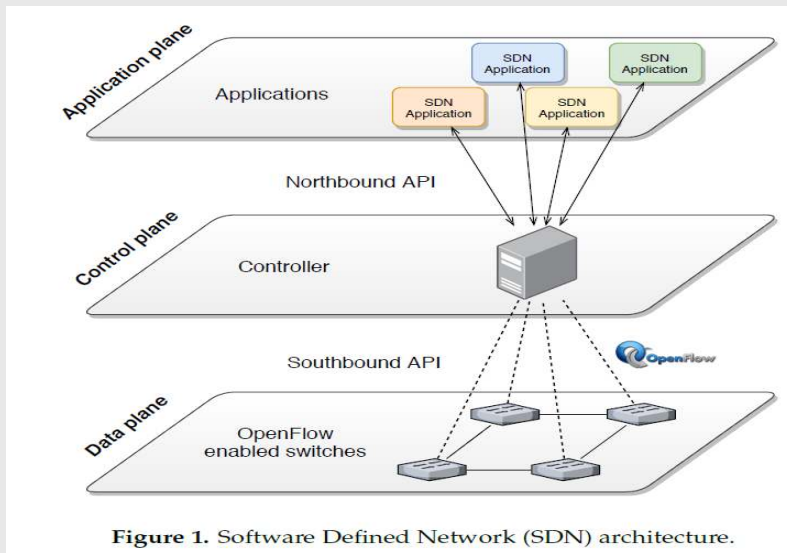 Application plane
Applications
SDN
Application
SDN
Application
SDN
Application
SDN
Application
Northbound API
Control plane
Controller
Southbound API
OpenFlow
Data plane
OpenFlow
enabled switches
Figure 1. Software Defined Network (SDN) architecture.